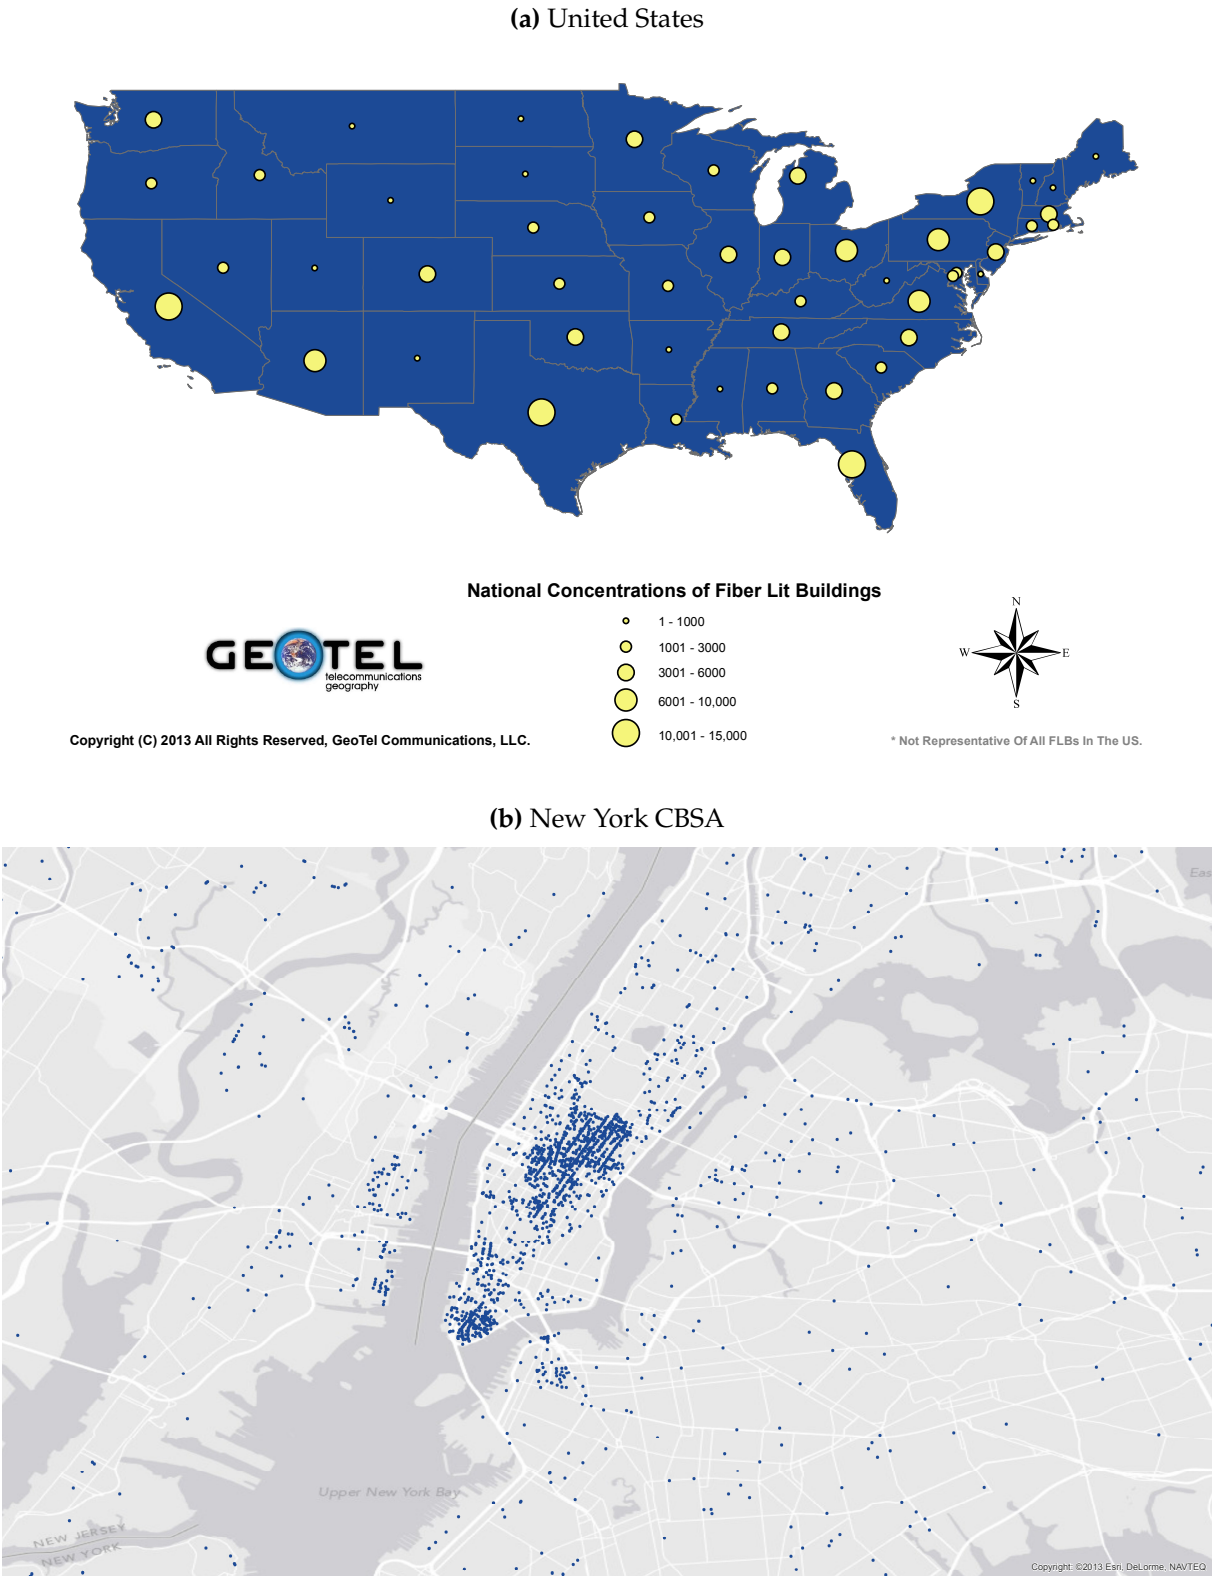 (a) United States
National Concentrations of Fiber Lit Buildings
1 - 1000
1001 - 3000
3001 - 6000
6001 - 10,000
10,001 - 15,000
GEOTEL
telecommunications
geography
N
W E
S
Copyright (C) 2013 All Rights Reserved, GeoTel Communications, LLC.
* Not Representative Of All FLBs In The US.
(b) New York CBSA
Eas
Upper New York Bay
NEW JERSEY
NEW YORK
Copyright: ©2013 Esri, DeLorme, NAVTEQ